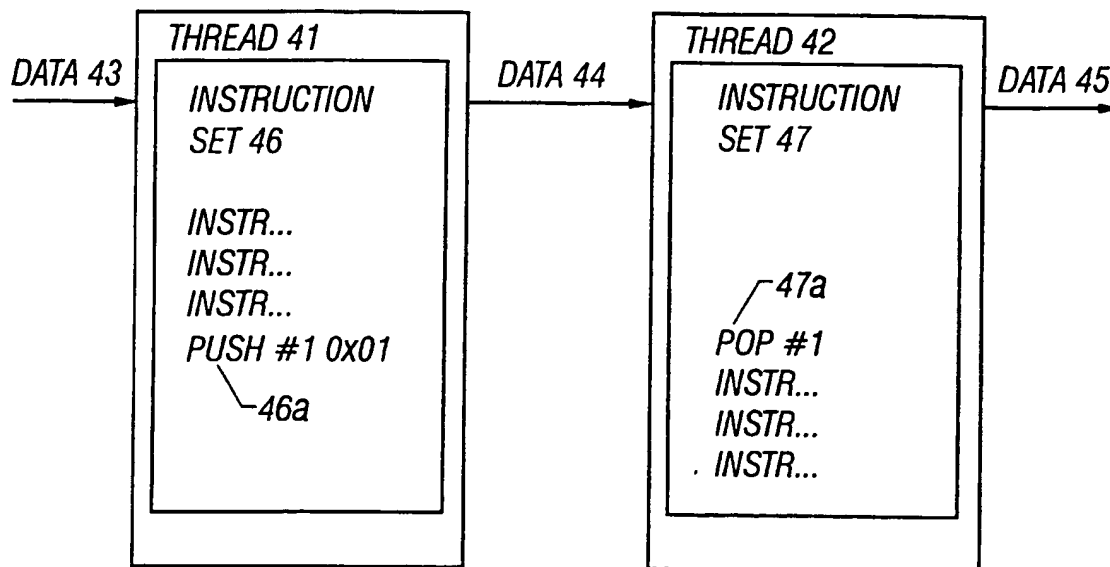 DATA 43
THREAD 41
INSTRUCTION
SET 46
INSTR...
INSTR...
INSTR...
PUSH #1 0x01
46a
DATA 44
THREAD 42
INSTRUCTION
SET 47
47a
POP #1
INSTR...
INSTR...
INSTR...
DATA 45